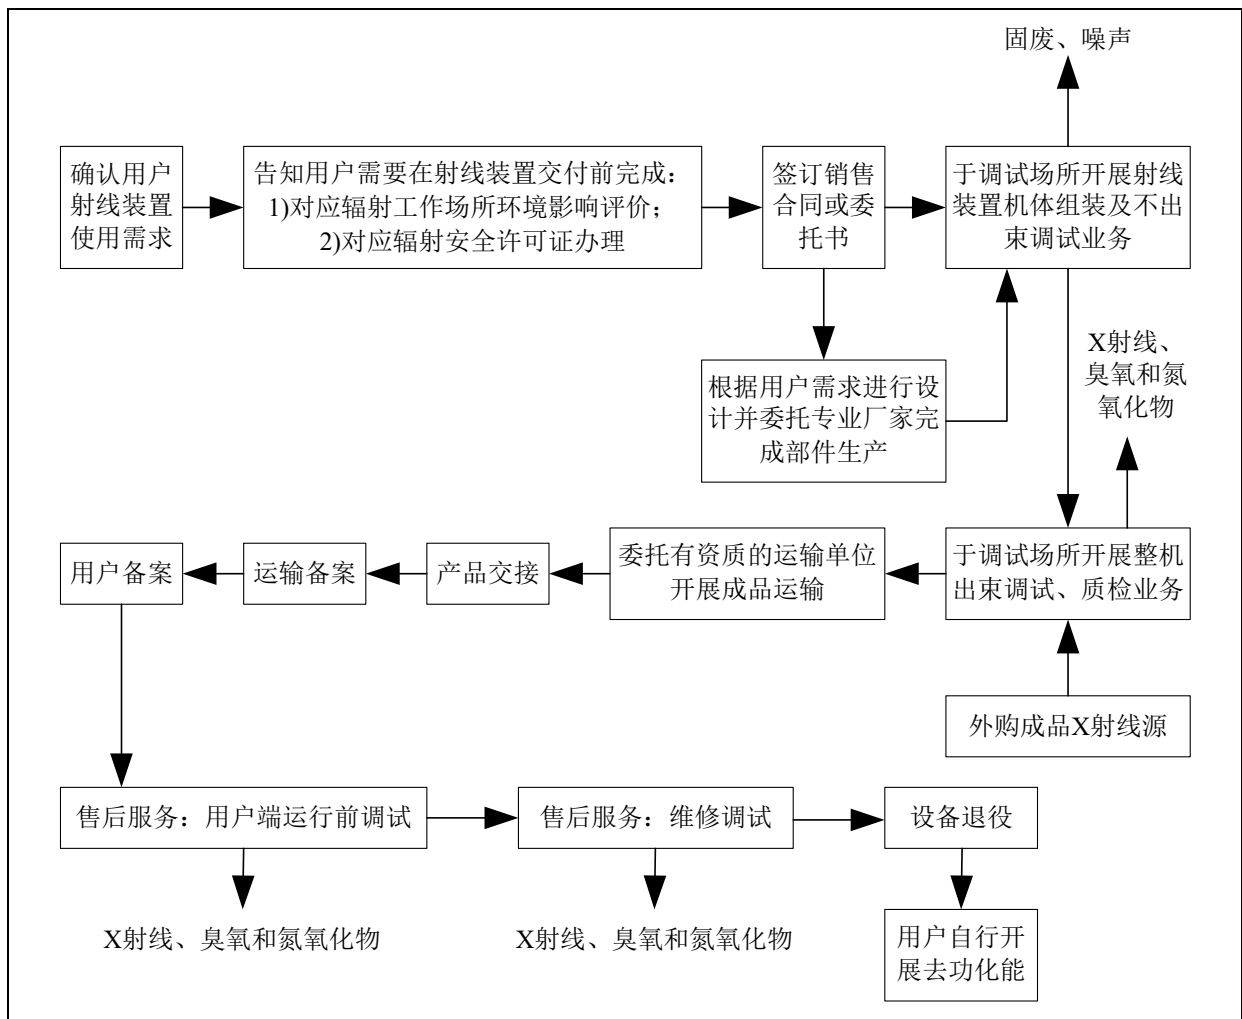 固废、噪声
确认用户
射线装置
使用需求
告知用户需要在射线装置交付前完成：
1)对应辐射工作场所环境影响评价；
2)对应辐射安全许可证办理
签订销售
合同或委
托书
于调试场所开展射线
装置机体组装及不出
束调试业务
X射线、
臭氧和氮
氧化物
根据用户需求进行设
计并委托专业厂家完
成部件生产
用户备案
运输备案
产品交接
委托有资质的运输单位
开展成品运输
于调试场所开展整机
出束调试、质检业务
外购成品X射线源
售后服务：用户端运行前调试
售后服务：维修调试
设备退役
X射线、臭氧和氮氧化物
X射线、臭氧和氮氧化物
用户自行开
展去功化能